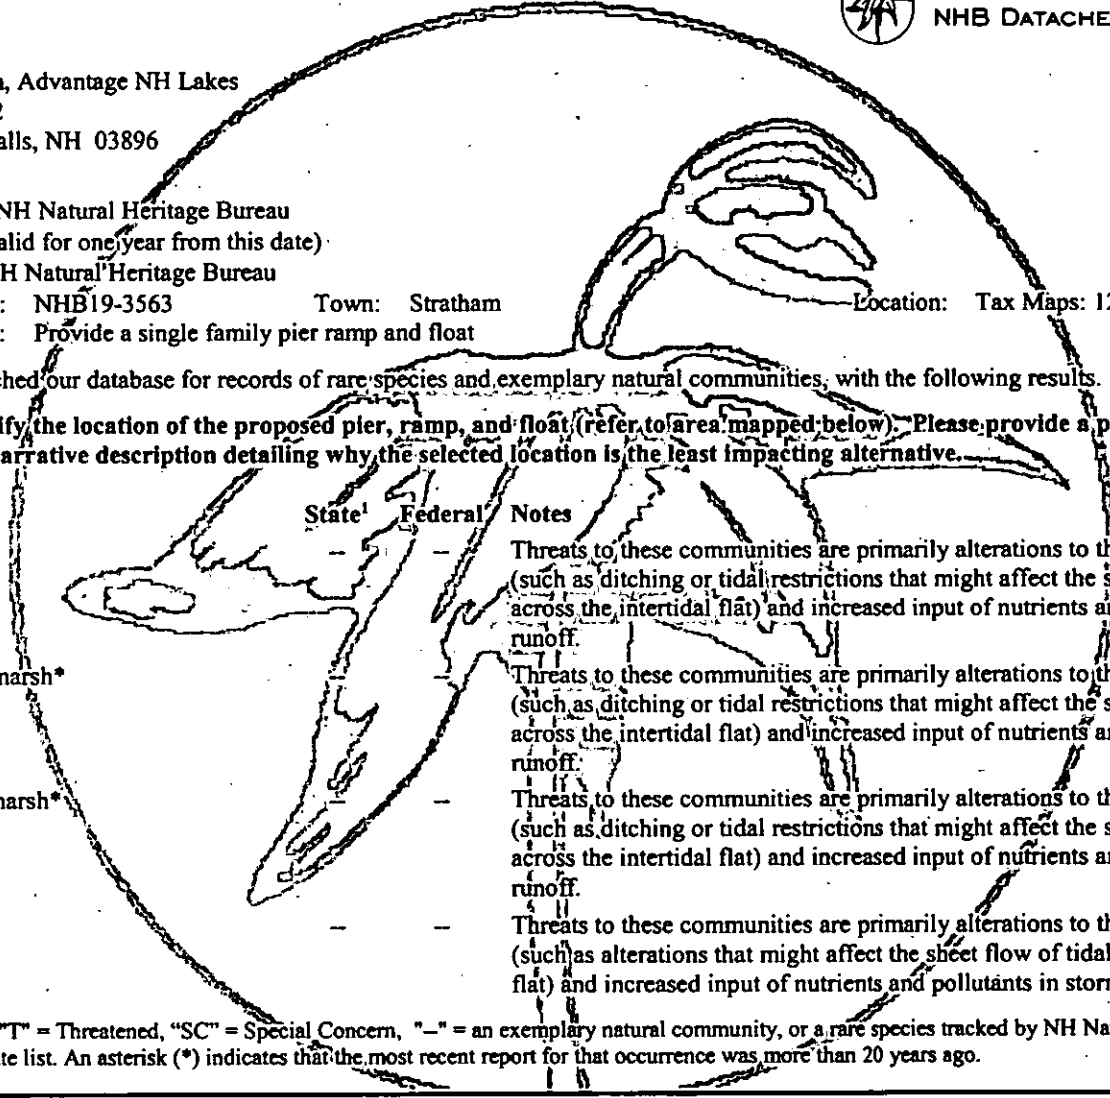 NHB DATACHE
, Advantage NH Lakes
alls, NH 03896
NH Natural Heritage Bureau
alid for one year from this date)
H Natural Heritage Bureau
: NHB19-3563 Town: Stratham Location: Tax Maps: 12
: Provide a single family pier ramp and float
ched our database for records of rare species and exemplary natural communities, with the following results.
ify the location of the proposed pier, ramp, and float (refer to area mapped below). Please provide a p
arrative description detailing why the selected location is the least impacting alternative.
State¹ Federal Notes
-- -- Threats to these communities are primarily alterations to th
(such as ditching or tidal restrictions that might affect the s
across the intertidal flat) and increased input of nutrients a
runoff.
marsh* -- -- Threats to these communities are primarily alterations to th
(such as ditching or tidal restrictions that might affect the s
across the intertidal flat) and increased input of nutrients a
runoff.
marsh* -- -- Threats to these communities are primarily alterations to th
(such as ditching or tidal restrictions that might affect the s
across the intertidal flat) and increased input of nutrients a
runoff.
-- -- Threats to these communities are primarily alterations to th
(such as alterations that might affect the sheet flow of tidal
flat) and increased input of nutrients and pollutants in storr
"T" = Threatened, "SC" = Special Concern, "--" = an exemplary natural community, or a rare species tracked by NH Na
te list. An asterisk (*) indicates that the most recent report for that occurrence was more than 20 years ago.